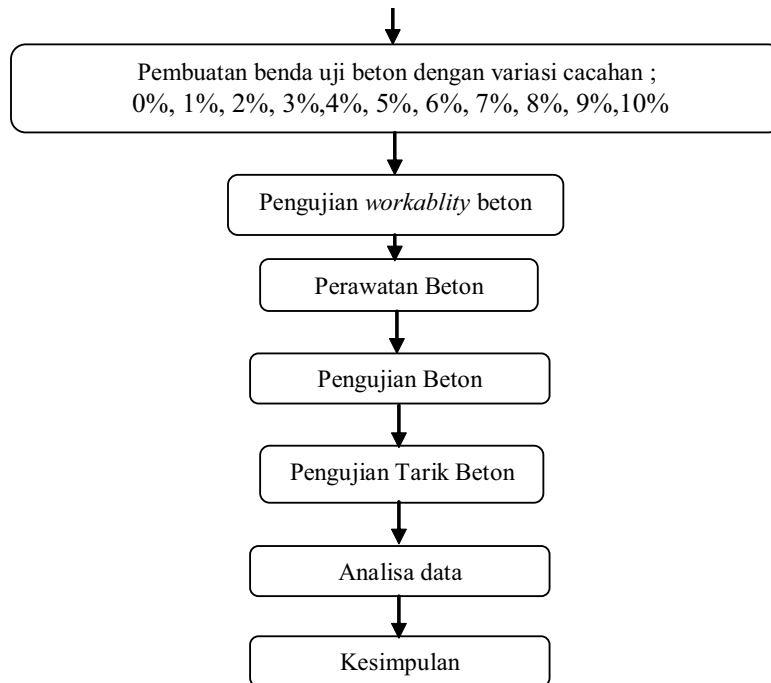 Pembuatan benda uji beton dengan variasi cacahan ;
0%, 1%, 2%, 3%,4%, 5%, 6%, 7%, 8%, 9%,10%
Pengujian workablity beton
Perawatan Beton
Pengujian Beton
Pengujian Tarik Beton
Analisa data
Kesimpulan